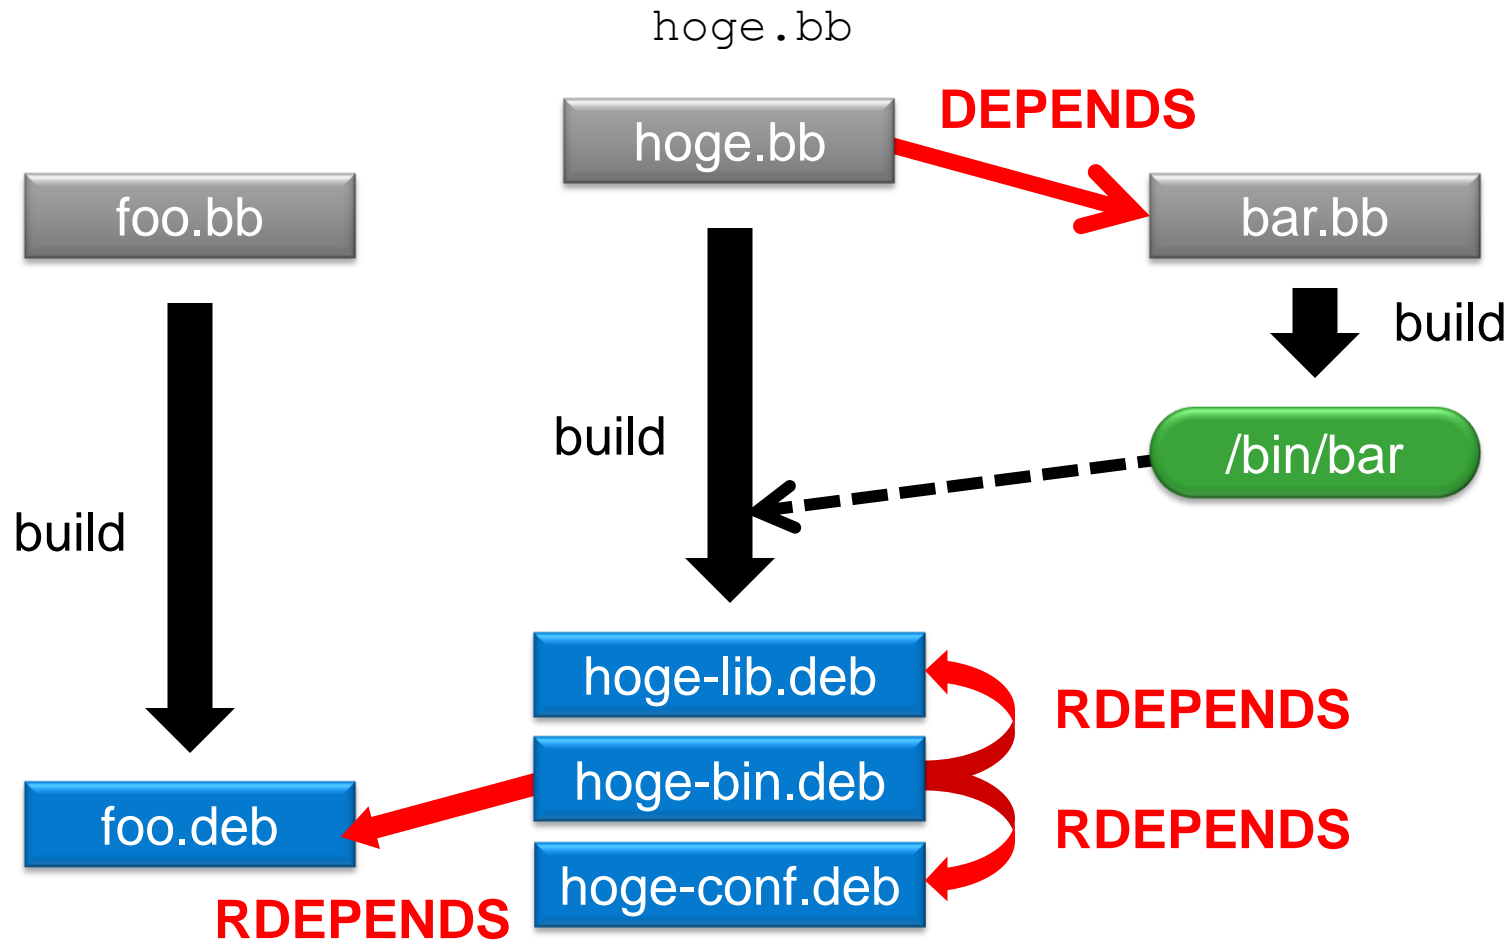 hoge.bb
DEPENDS
hoge.bb
foo.bb
bar.bb
build
build
/bin/bar
build
hoge-lib.deb
RDEPENDS
hoge-bin.deb
foo.deb
RDEPENDS
hoge-conf.deb
RDEPENDS